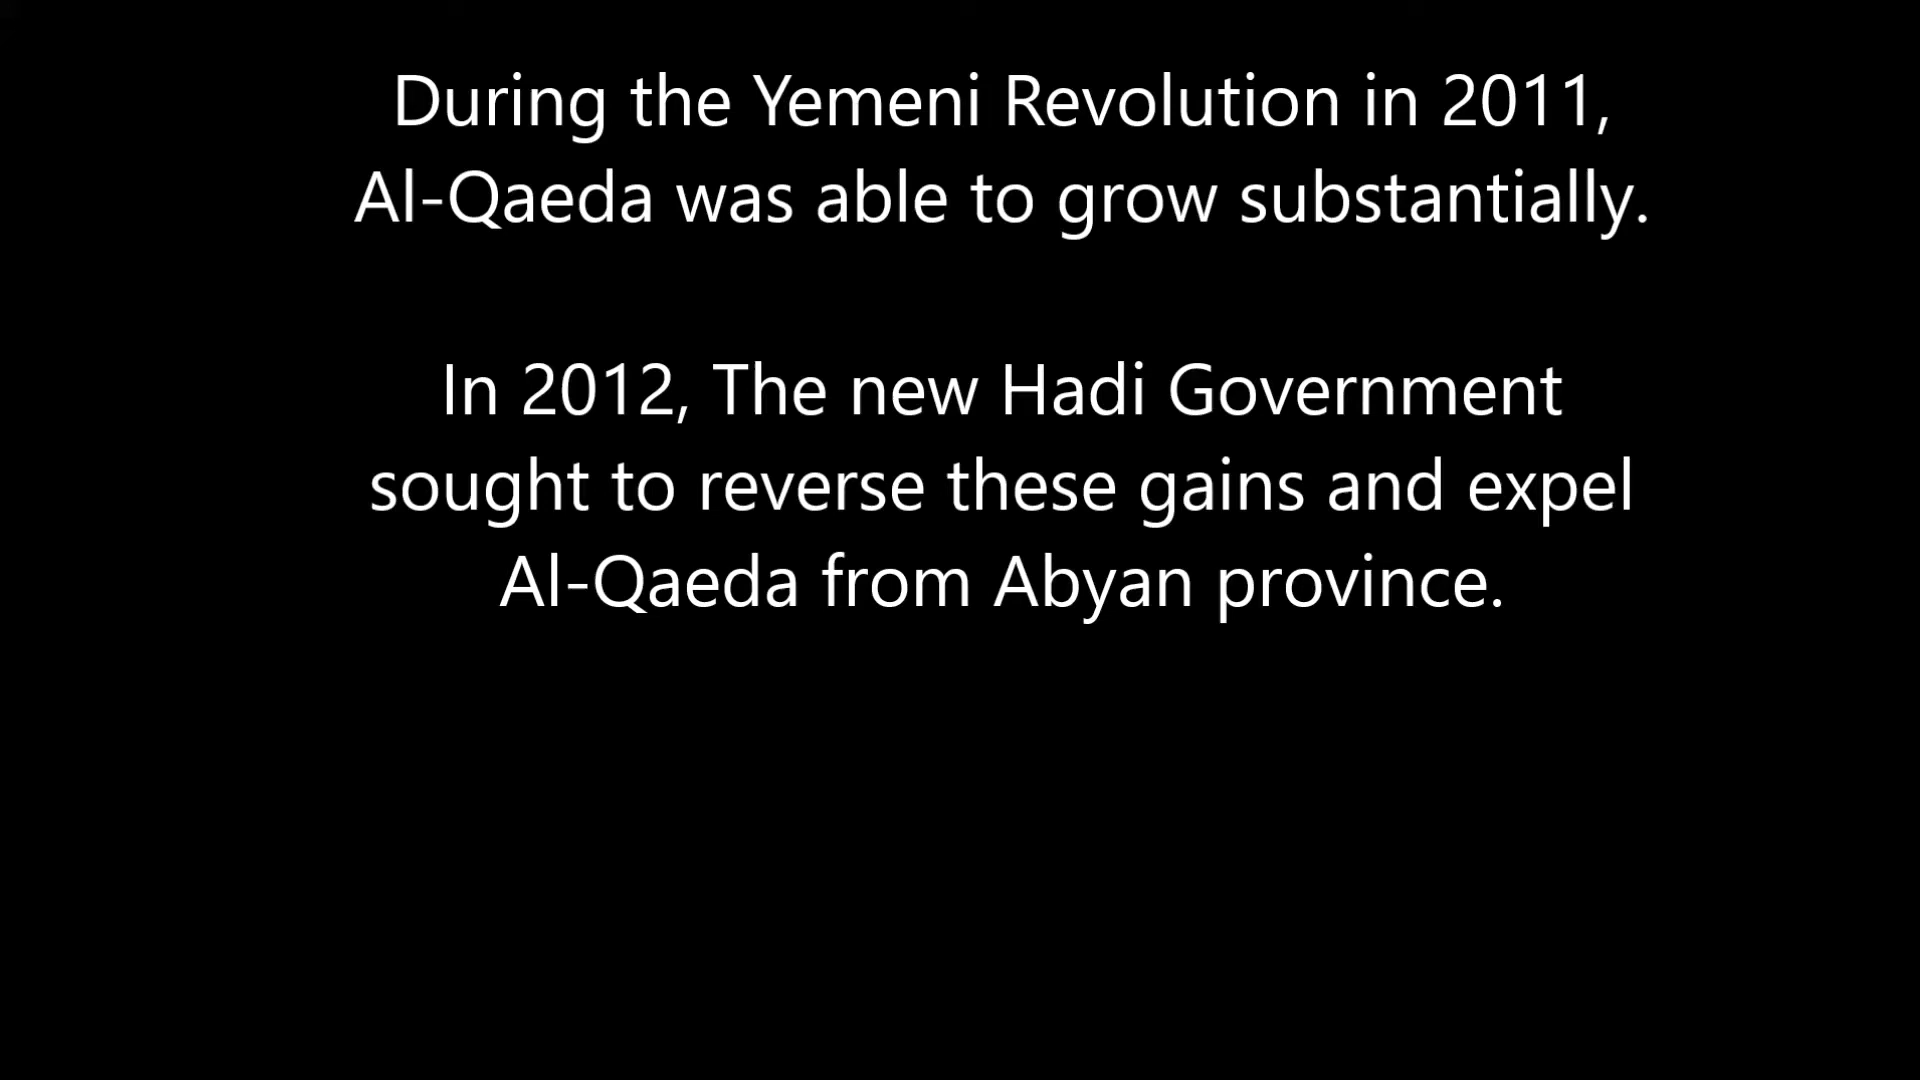 During the Yemeni Revolution in 2011,
Al-Qaeda was able to grow substantially.
In 2012, The new Hadi Government
sought to reverse these gains and expel
Al-Qaeda from Abyan province.